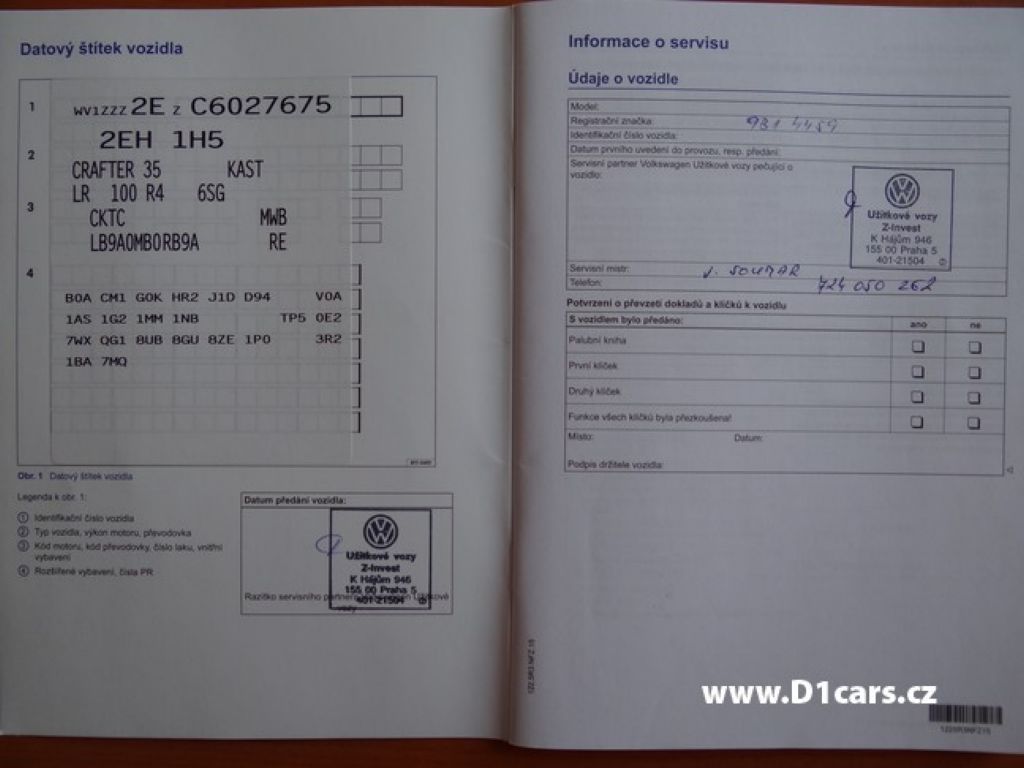 Datový štítek vozidla
1 WV1ZZZ 2E Z C6027675
2EH 1H5
2 CRAFTER 35 KAST
LR 100 R4 6SG
3 CKTC MWB
LB9A0MB0RB9A RE
4
B0A CM1 G0K HR2 J1D D94 V0A
1AS 1G2 1MM 1NB TP5 0E2
7WX QG1 8UB 8GU 8ZE 1P0 3R2
1BA 7MQ
Obr. 1 Datový štítek vozidla
Legenda k obr. 1:
① Identifikační číslo vozidla
② Typ vozidla, výkon motoru, převodovka
③ Kód motoru, kód převodovky, číslo laku, vnitřní
vybavení
④ Rozšířené vybavení, čísla PR
Datum předání vozidla:
Užitkové vozy
Z-Invest
K Hájům 946
155 00 Praha 5
401-21504
Razítko servisního Užitkové
vozy
Informace o servisu
Údaje o vozidle
Model:
Registrační značka: 9S1 4459
Identifikační číslo vozidla:
Datum prvního uvedení do provozu, resp. předání:
Servisní partner Volkswagen Užitkové vozy pečující o
vozidlo:
Užitkové vozy
Z-Invest
K Hájům 946
155 00 Praha 5
401-21504
Servisní mistr: J. SOUMAR
Telefon: 724 050 262
Potvrzení o převzetí dokladů a klíčků k vozidlu
S vozidlem bylo předáno: ano ne
Palubní kniha
První klíček
Druhý klíček
Funkce všech klíčků byla přezkoušena!
Místo: Datum:
Podpis držitele vozidla:
www.D1cars.cz